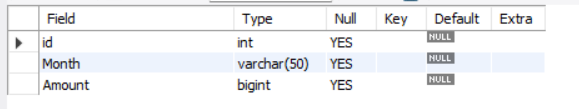 Field Type Null Key Default Extra
id int YES NULL
Month varchar(50) YES NULL
Amount bigint YES NULL